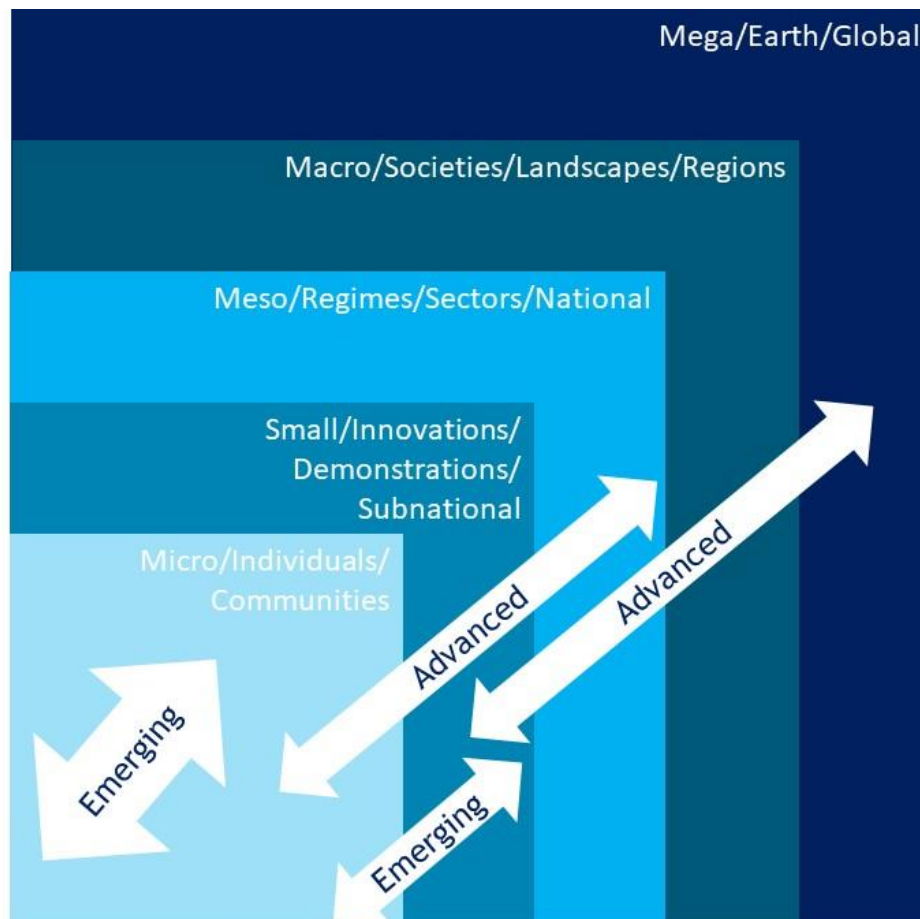 Mega/Earth/Global
Macro/Societies/Landscapes/Regions
Meso/Regimes/Sectors/National
Small/Innovations/
Demonstrations/
Subnational
Micro/Individuals/
Communities
Advanced
Advanced
Emerging
Emerging